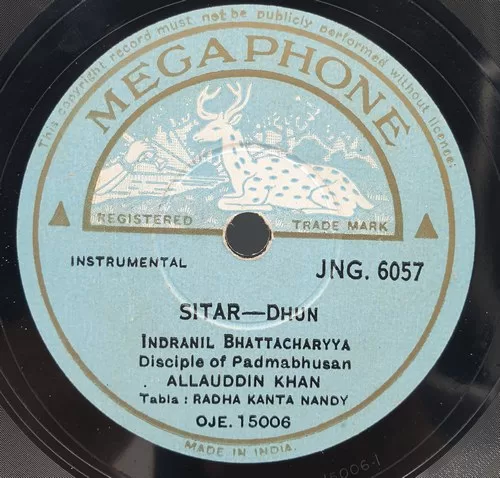 This copyright record must not be publicly performed without licence:
MEGAPHONE
REGISTERED TRADE MARK
INSTRUMENTAL
JNG. 6057
SITAR—DHUN
INDRANIL BHATTACHARYYA
Disciple of Padmabhusan
ALLAUDDIN KHAN
Tabla : RADHA KANTA NANDY
OJE. 15006
MADE IN INDIA.